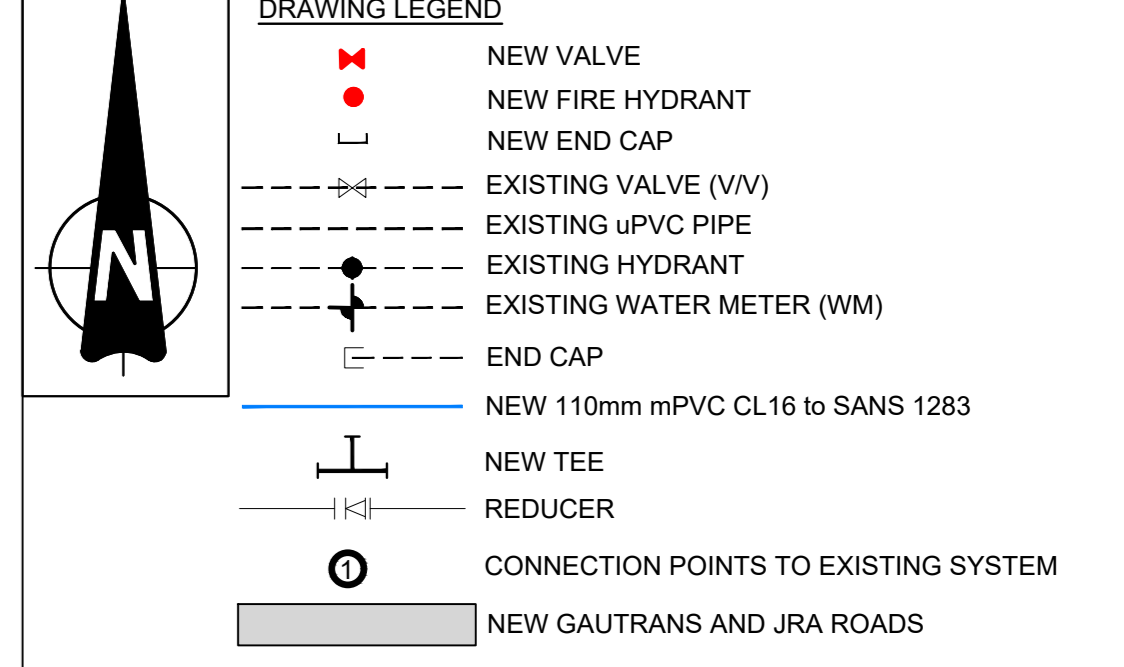 DRAWING LEGEND
NEW VALVE
NEW FIRE HYDRANT
NEW END CAP
EXISTING VALVE (V/V)
EXISTING uPVC PIPE
EXISTING HYDRANT
EXISTING WATER METER (WM)
END CAP
NEW 110mm mPVC CL16 to SANS 1283
NEW TEE
REDUCER
1 CONNECTION POINTS TO EXISTING SYSTEM
NEW GAUTRANS AND JRA ROADS
N